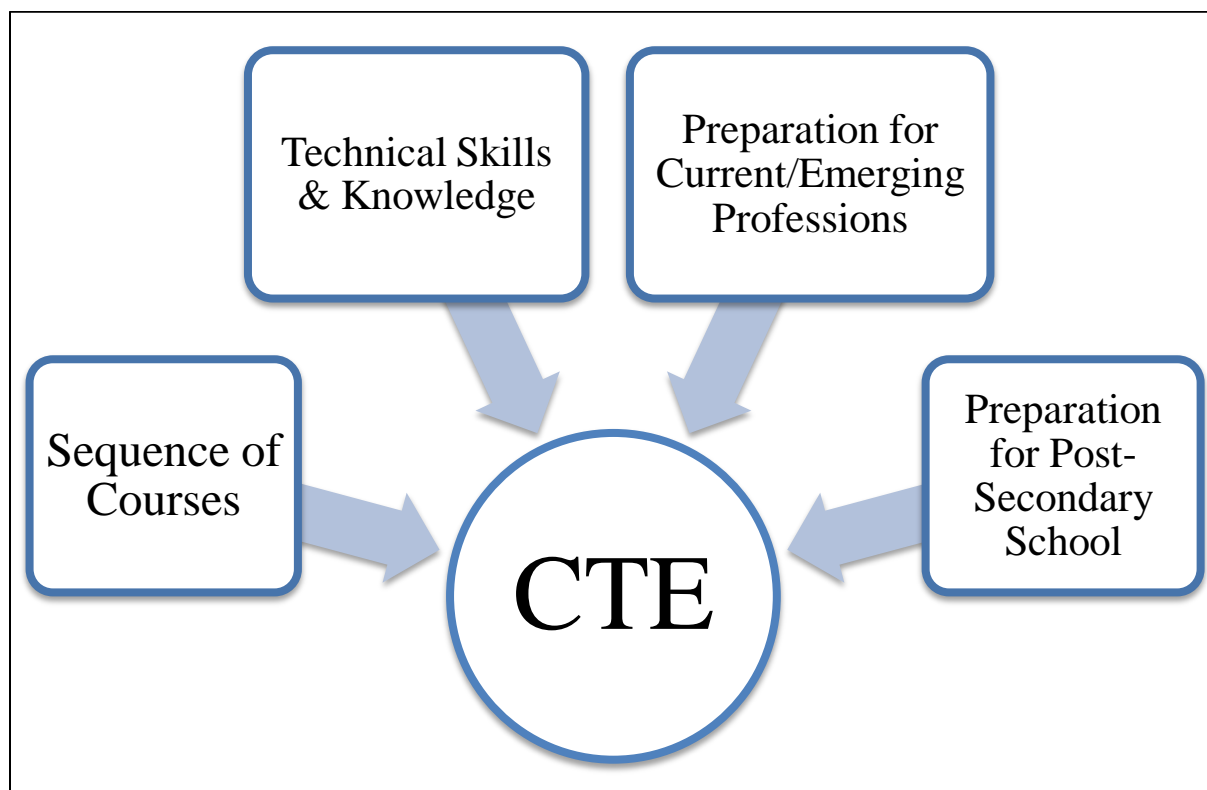 Technical Skills
& Knowledge
Preparation for
Current/Emerging
Professions
Sequence of
Courses
Preparation
for Post-
Secondary
School
CTE